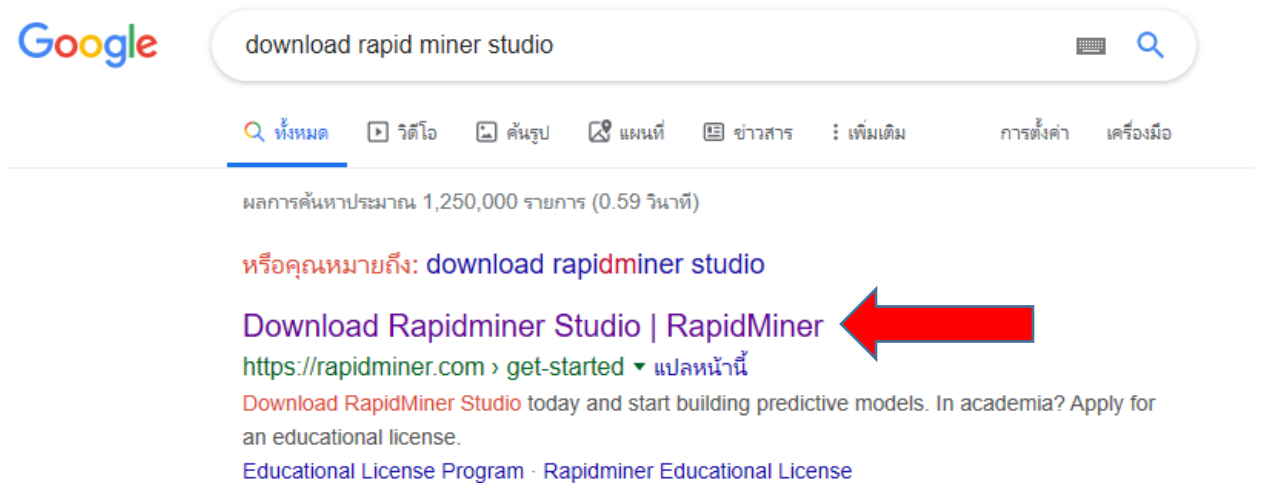 Google
download rapid miner studio
ทั้งหมด วิดีโอ ค้นรูป แผนที่ ข่าวสาร เพิ่มเติม การตั้งค่า เครื่องมือ
ผลการค้นหาประมาณ 1,250,000 รายการ (0.59 วินาที)
หรือคุณหมายถึง: download rapidminer studio
Download Rapidminer Studio | RapidMiner
https://rapidminer.com › get-started ▾ แปลหน้านี้
Download RapidMiner Studio today and start building predictive models. In academia? Apply for
an educational license.
Educational License Program · Rapidminer Educational License